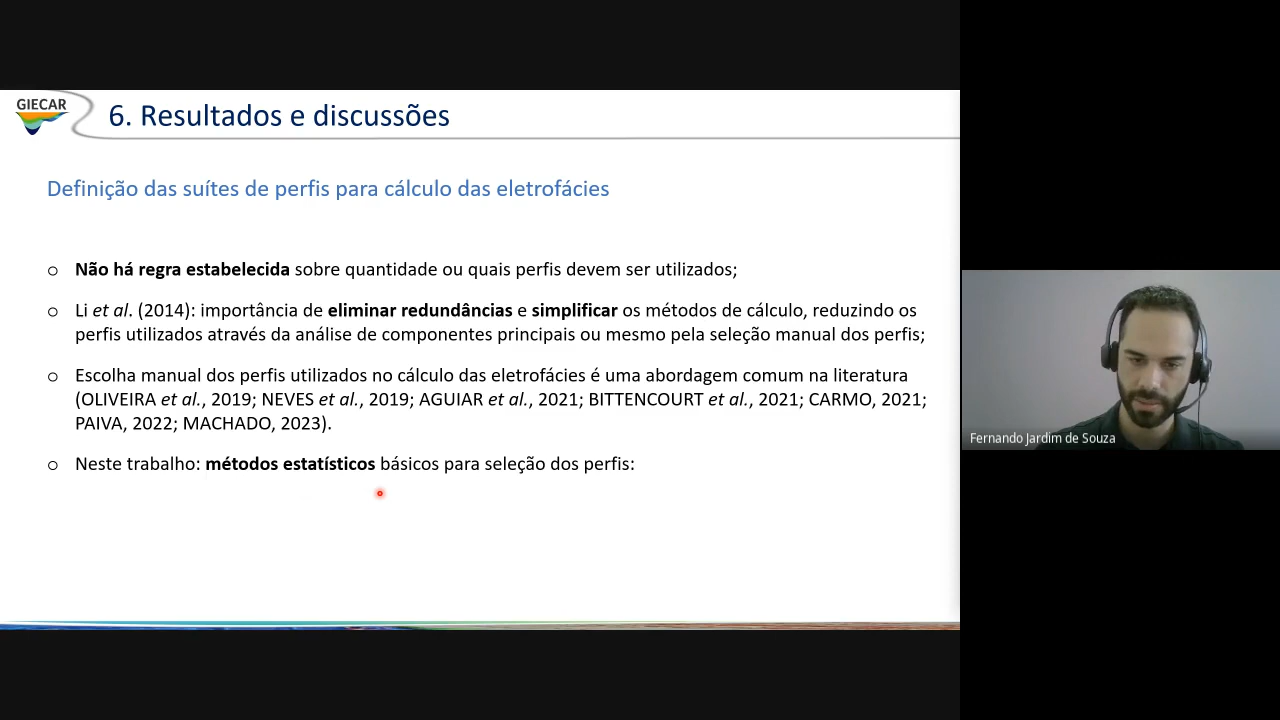 GIECAR
6. Resultados e discussões
Definição das suítes de perfis para cálculo das eletrofácies
o Não há regra estabelecida sobre quantidade ou quais perfis devem ser utilizados;
o Li et al. (2014): importância de eliminar redundâncias e simplificar os métodos de cálculo, reduzindo os
perfis utilizados através da análise de componentes principais ou mesmo pela seleção manual dos perfis;
o Escolha manual dos perfis utilizados no cálculo das eletrofácies é uma abordagem comum na literatura
(OLIVEIRA et al., 2019; NEVES et al., 2019; AGUIAR et al., 2021; BITTENCOURT et al., 2021; CARMO, 2021;
PAIVA, 2022; MACHADO, 2023).
o Neste trabalho: métodos estatísticos básicos para seleção dos perfis:
Fernando Jardim de Souza